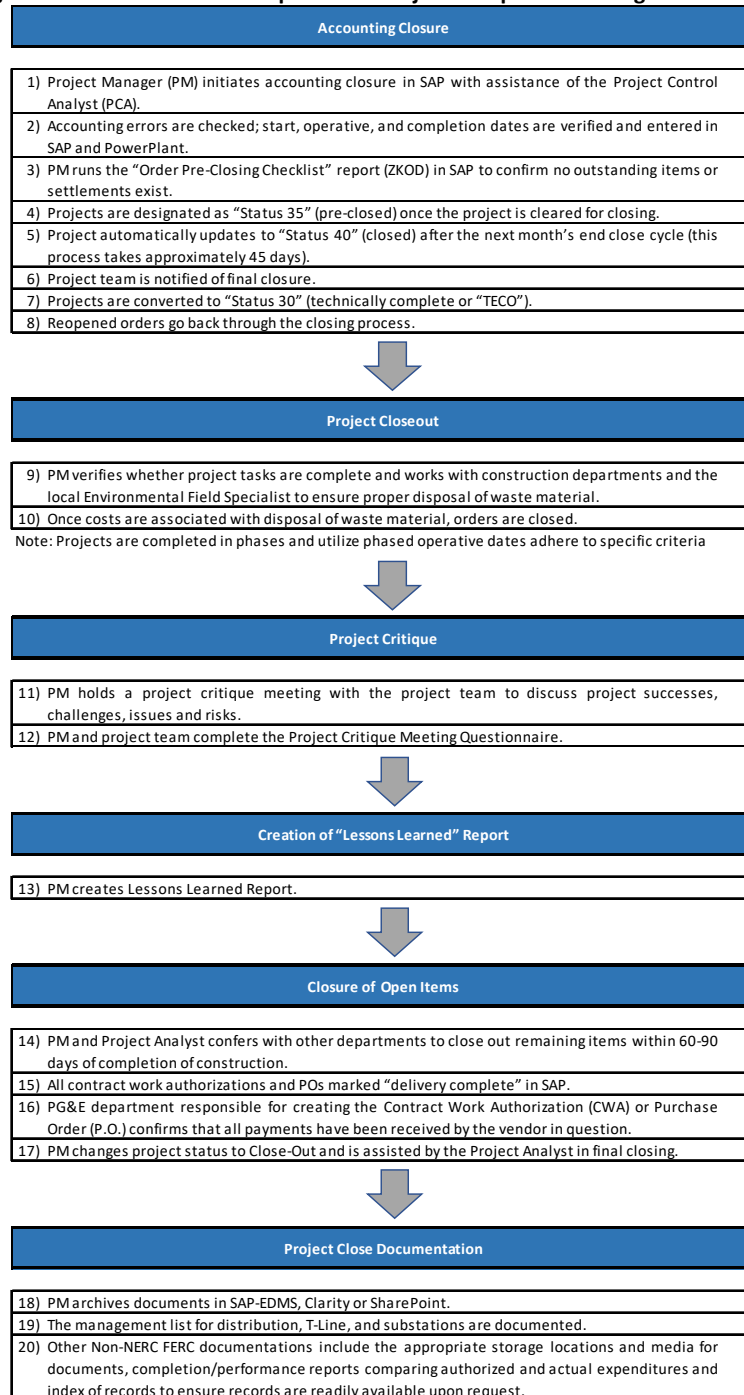 Accounting Closure
1) Project Manager (PM) initiates accounting closure in SAP with assistance of the Project Control
Analyst (PCA).
2) Accounting errors are checked; start, operative, and completion dates are verified and entered in
SAP and PowerPlant.
3) PM runs the “Order Pre-Closing Checklist” report (ZKOD) in SAP to confirm no outstanding items or
settlements exist.
4) Projects are designated as “Status 35” (pre-closed) once the project is cleared for closing.
5) Project automatically updates to “Status 40” (closed) after the next month’s end close cycle (this
process takes approximately 45 days).
6) Project team is notified of final closure.
7) Projects are converted to “Status 30” (technically complete or “TECO”).
8) Reopened orders go back through the closing process.
Project Closeout
9) PM verifies whether project tasks are complete and works with construction departments and the
local Environmental Field Specialist to ensure proper disposal of waste material.
10) Once costs are associated with disposal of waste material, orders are closed.
Note: Projects are completed in phases and utilize phased operative dates adhere to specific criteria
Project Critique
11) PM holds a project critique meeting with the project team to discuss project successes,
challenges, issues and risks.
12) PM and project team complete the Project Critique Meeting Questionnaire.
Creation of “Lessons Learned” Report
13) PM creates Lessons Learned Report.
Closure of Open Items
14) PM and Project Analyst confers with other departments to close out remaining items within 60-90
days of completion of construction.
15) All contract work authorizations and POs marked “delivery complete” in SAP.
16) PG&E department responsible for creating the Contract Work Authorization (CWA) or Purchase
Order (P.O.) confirms that all payments have been received by the vendor in question.
17) PM changes project status to Close-Out and is assisted by the Project Analyst in final closing.
Project Close Documentation
18) PM archives documents in SAP-EDMS, Clarity or SharePoint.
19) The management list for distribution, T-Line, and substations are documented.
20) Other Non-NERC FERC documentations include the appropriate storage locations and media for
documents, completion/performance reports comparing authorized and actual expenditures and
index of records to ensure records are readily available upon request.